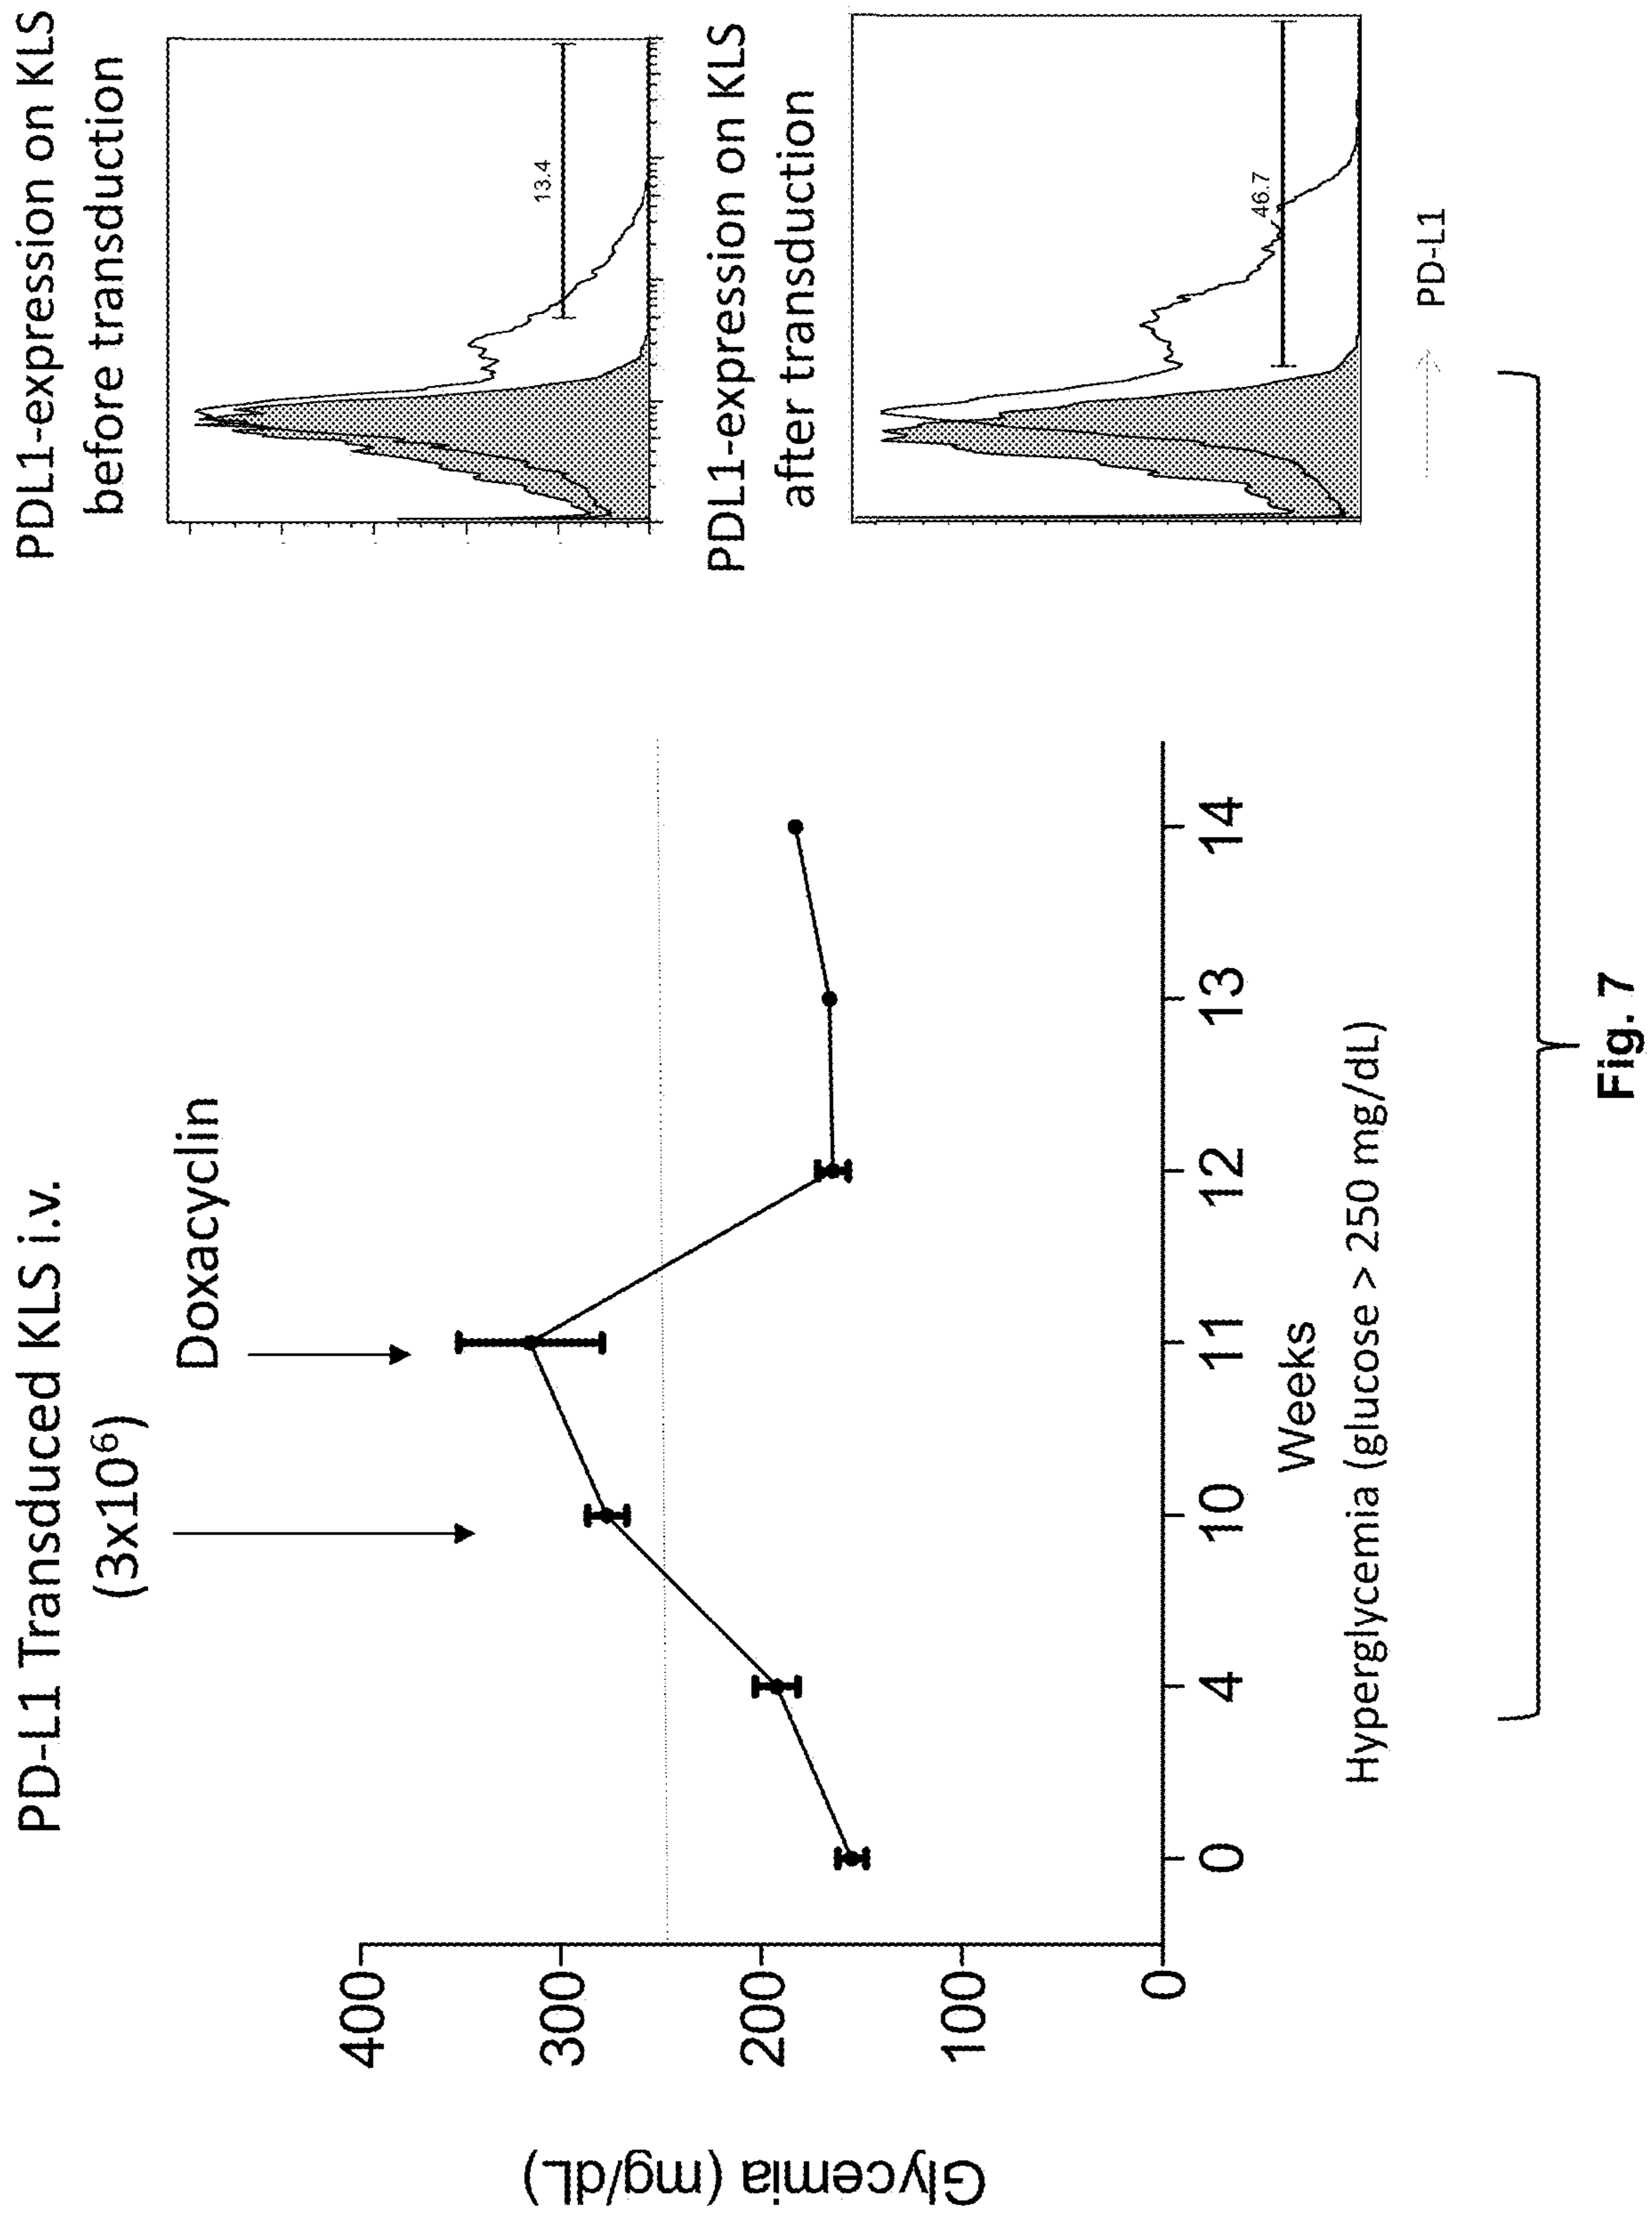 PD-L1 Transduced KLS i.v.
(3x10⁶)
Doxacyclin
Glycemia (mg/dL)
400
300
200
100
0
0
4
10
11
12
13
14
Weeks
Hyperglycemia (glucose > 250 mg/dL)
PDL1-expression on KLS
before transduction
13.4
PDL1-expression on KLS
after transduction
46.7
PD-L1
Fig. 7